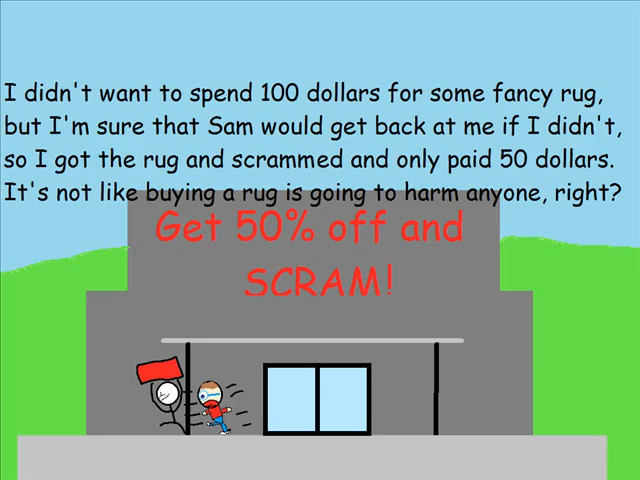 I didn't want to spend 100 dollars for some fancy rug,
but I'm sure that Sam would get back at me if I didn't,
so I got the rug and scrammed and only paid 50 dollars.
It's not like buying a rug is going to harm anyone, right?
Get 50% off and
SCRAM!